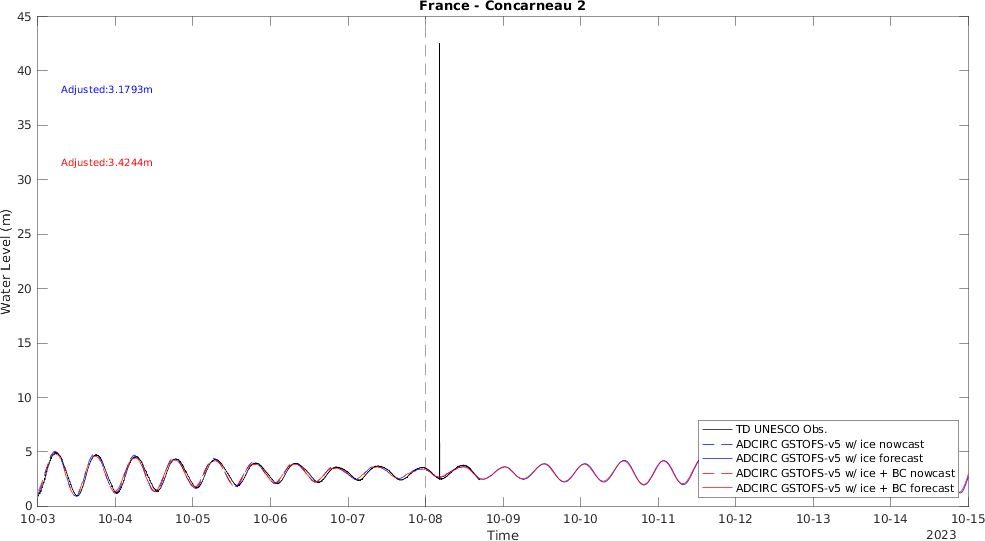 France - Concarneau 2
Water Level (m)
45
40
35
30
25
20
15
10
5
0
Adjusted:3.1793m
Adjusted:3.4244m
TD UNESCO Obs.
ADCIRC GSTOFS-v5 w/ ice nowcast
ADCIRC GSTOFS-v5 w/ ice forecast
ADCIRC GSTOFS-v5 w/ ice + BC nowcast
ADCIRC GSTOFS-v5 w/ ice + BC forecast
10-03 10-04 10-05 10-06 10-07 10-08 10-09 10-10 10-11 10-12 10-13 10-14 10-15
Time
2023